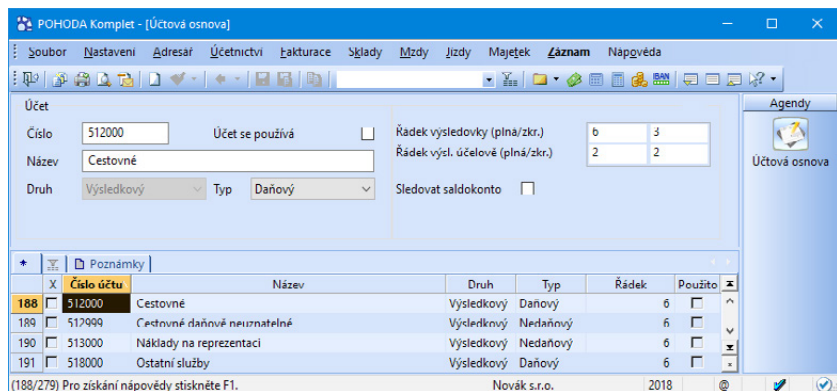 POHODA Komplet - [Účtová osnova]
Soubor Nastavení Adresář Účetnictví Fakturace Sklady Mzdy Jízdy Majetek Záznam Nápověda
IBAN
Účet
Agendy
Číslo 512000 Účet se používá Řádek výsledovky (plná/zkr.) 6 3
Název Cestovné Řádek výsl. účelově (plná/zkr.) 2 2
Účtová osnova
Druh Výsledkový Typ Daňový Sledovat saldokonto
* Poznámky
X Číslo účtu Název Druh Typ Řádek Použito
188 512000 Cestovné Výsledkový Daňový 6
189 512999 Cestovné daňově neuznatelné Výsledkový Nedaňový 6
190 513000 Náklady na reprezentaci Výsledkový Nedaňový 6
191 518000 Ostatní služby Výsledkový Daňový 6
(188/279) Pro získání nápovědy stiskněte F1. Novák s.r.o. 2018 @